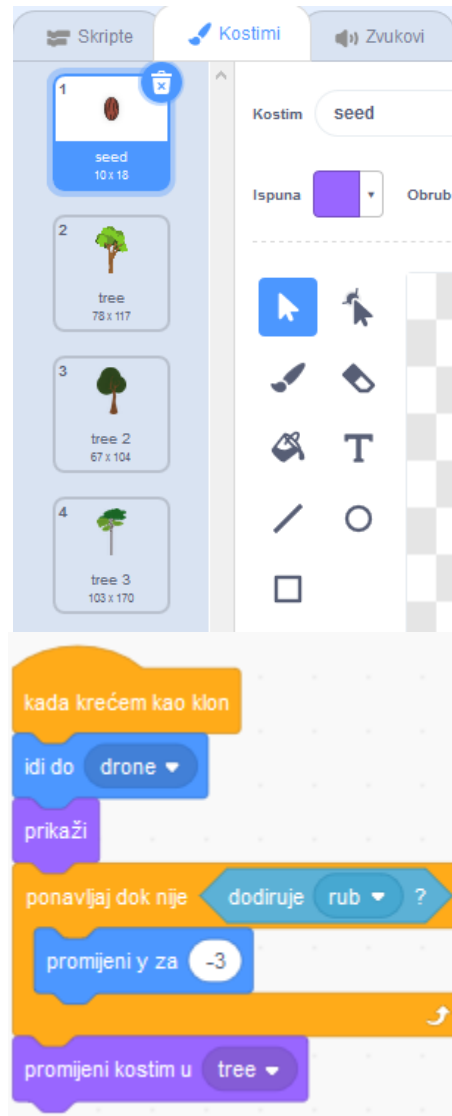 Skripte Kostimi Zvukovi
1
seed
10 x 18
2
tree
78 x 117
3
tree 2
67 x 104
4
tree 3
103 x 170
Kostim seed
Ispuna Obrub
T
kada krećem kao klon
idi do drone
prikaži
ponavljaj dok nije dodiruje rub ?
promijeni y za -3
promijeni kostim u tree